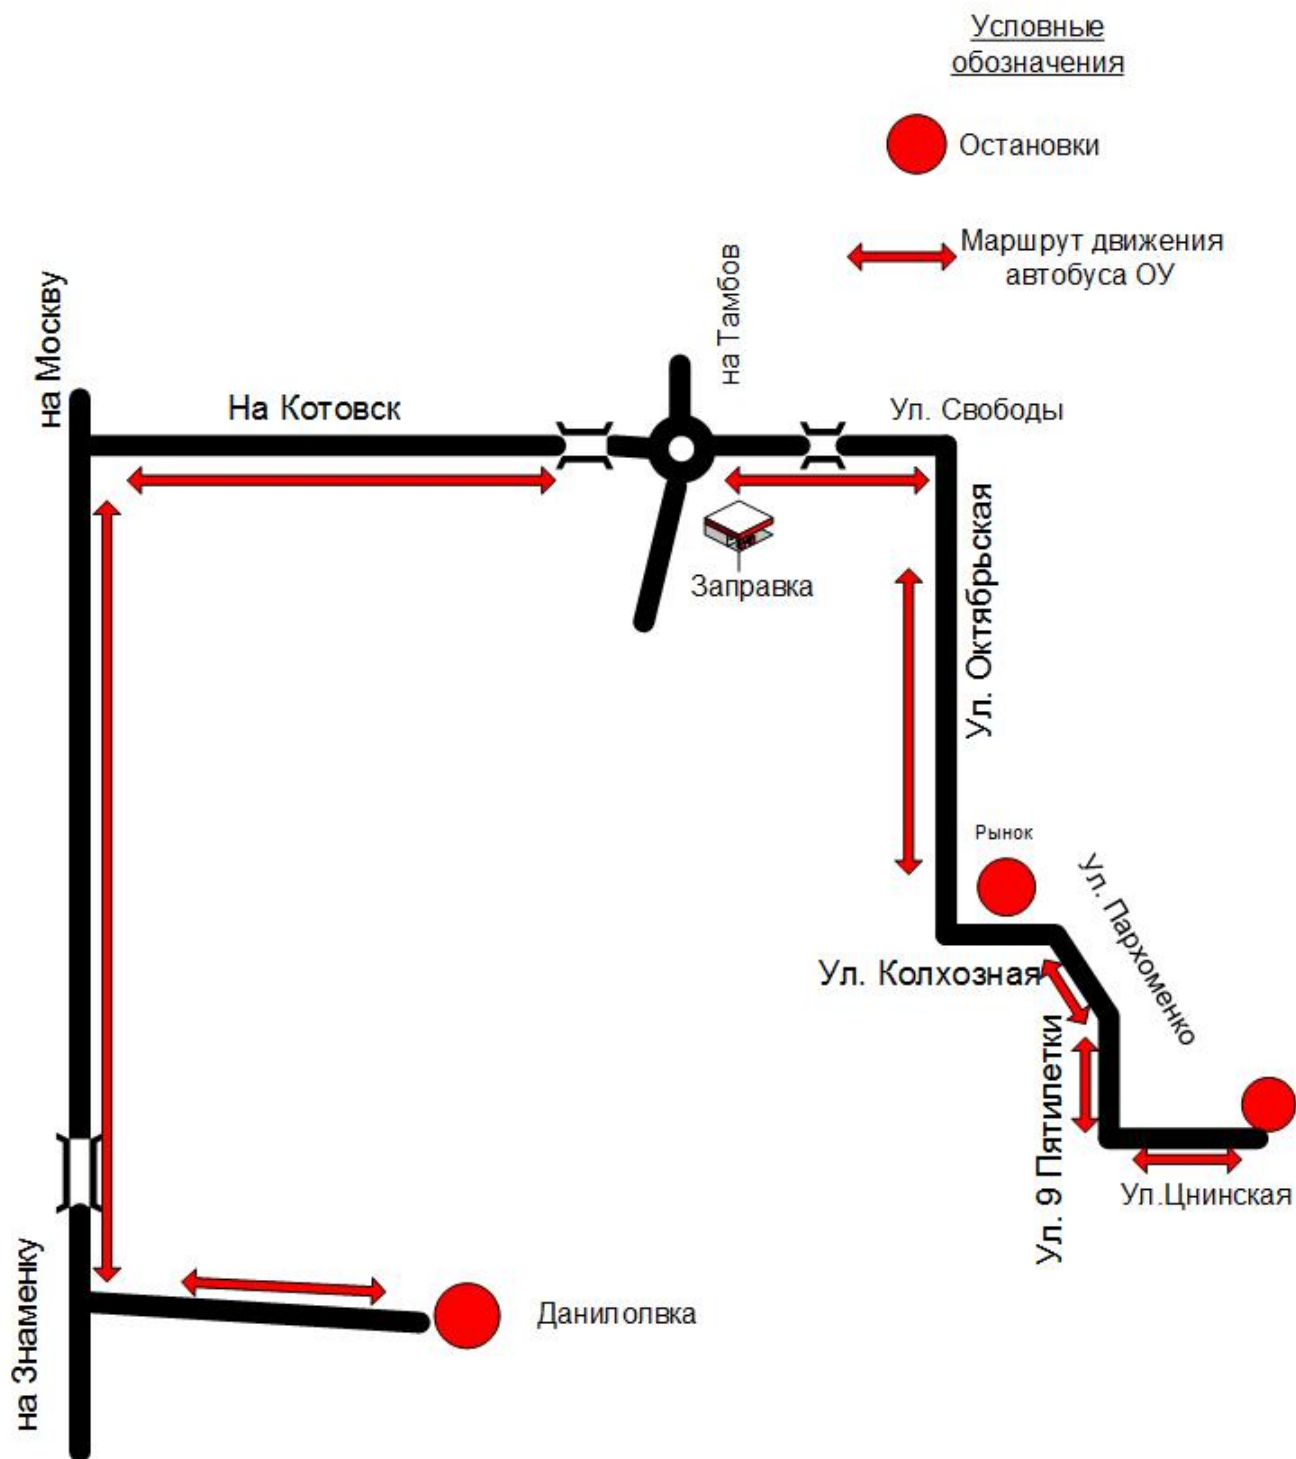 Условные
обозначения
Остановки
Маршрут движения
автобуса ОУ
на Москву
на Тамбов
На Котовск
Ул. Свободы
Заправка
Ул. Октябрьская
Рынок
Ул. Пархоменко
Ул. Колхозная
Ул. 9 Пятилетки
Ул.Цнинская
на Знаменку
Данилолвка